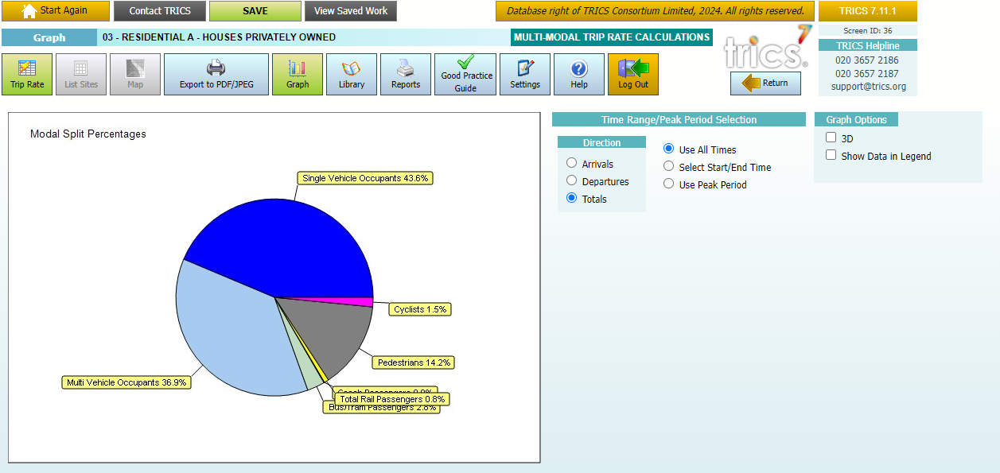 Start Again
Contact TRICS
SAVE
View Saved Work
Database right of TRICS Consortium Limited, 2024. All rights reserved.
TRICS 7.11.1
Graph
03 - RESIDENTIAL A - HOUSES PRIVATELY OWNED
MULTI-MODAL TRIP RATE CALCULATIONS
trics7®
Screen ID: 36
TRICS Helpline
020 3657 2186
020 3657 2187
support@trics.org
Trip Rate
List Sites
Map
Export to PDF/JPEG
Graph
Library
Reports
Good Practice
Guide
Settings
Help
Log Out
Return
Modal Split Percentages
Single Vehicle Occupants 43.6%
Cyclists 1.5%
Pedestrians 14.2%
Multi Vehicle Occupants 36.9%
Total Rail Passengers 0.8%
Bus/Tram Passengers 2.8%
Time Range/Peak Period Selection
Direction
Arrivals
Departures
Totals
Use All Times
Select Start/End Time
Use Peak Period
Graph Options
3D
Show Data in Legend